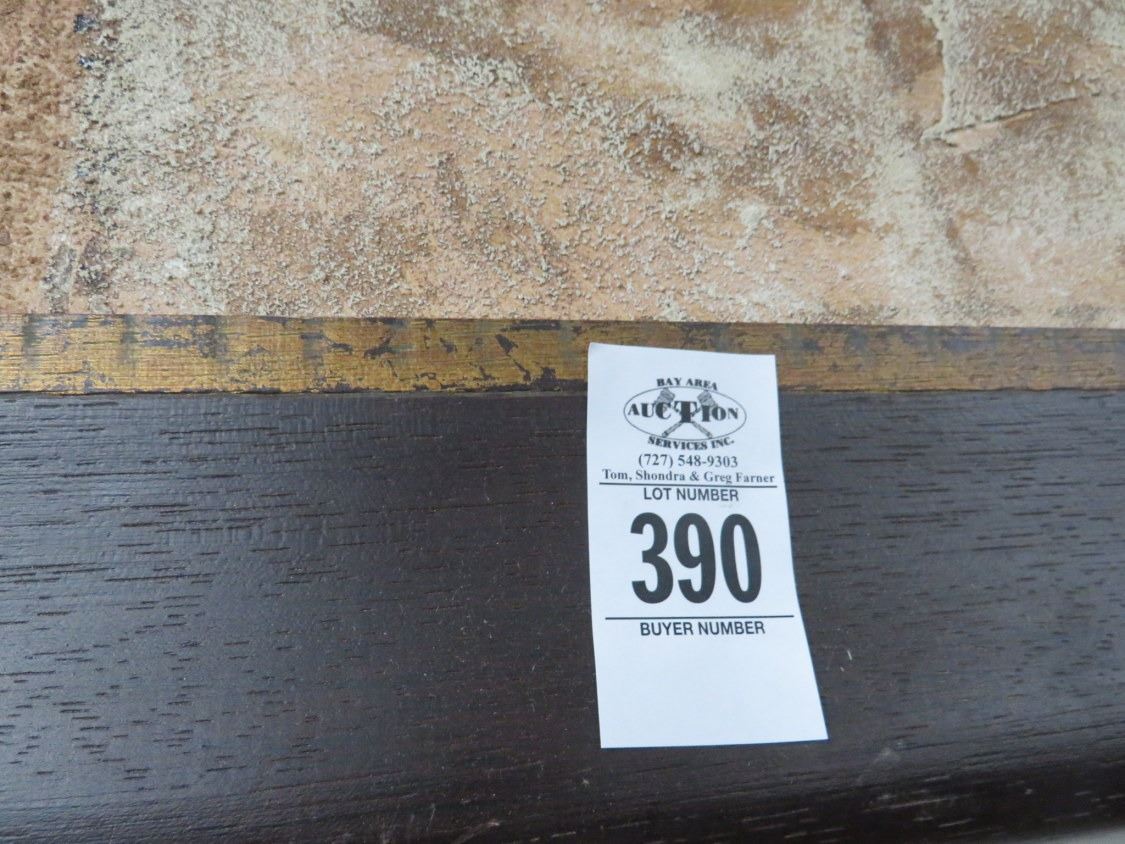 BAY AREA
AUCTION
SERVICES INC.
(727) 548-9303
Tom, Shondra & Greg Farner
LOT NUMBER
390
BUYER NUMBER